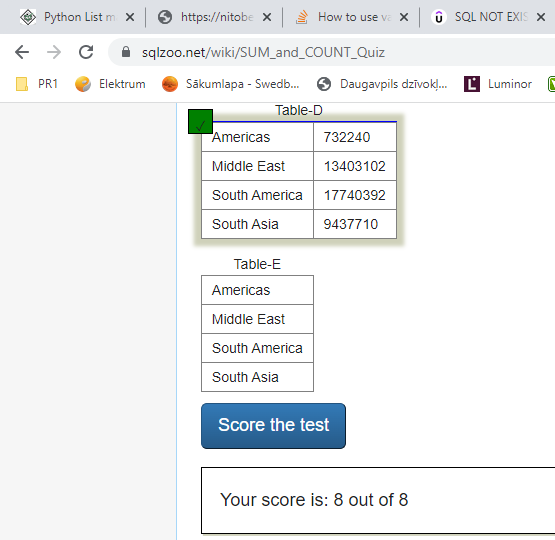 Python List m
https://nitobe
How to use va
SQL NOT EXIS
sqlzoo.net/wiki/SUM_and_COUNT_Quiz
PR1
Elektrum
Sākumlapa - Swedb...
Daugavpils dzīvokļ...
Luminor
Table-D
Americas 732240
Middle East 13403102
South America 17740392
South Asia 9437710
Table-E
Americas
Middle East
South America
South Asia
Score the test
Your score is: 8 out of 8